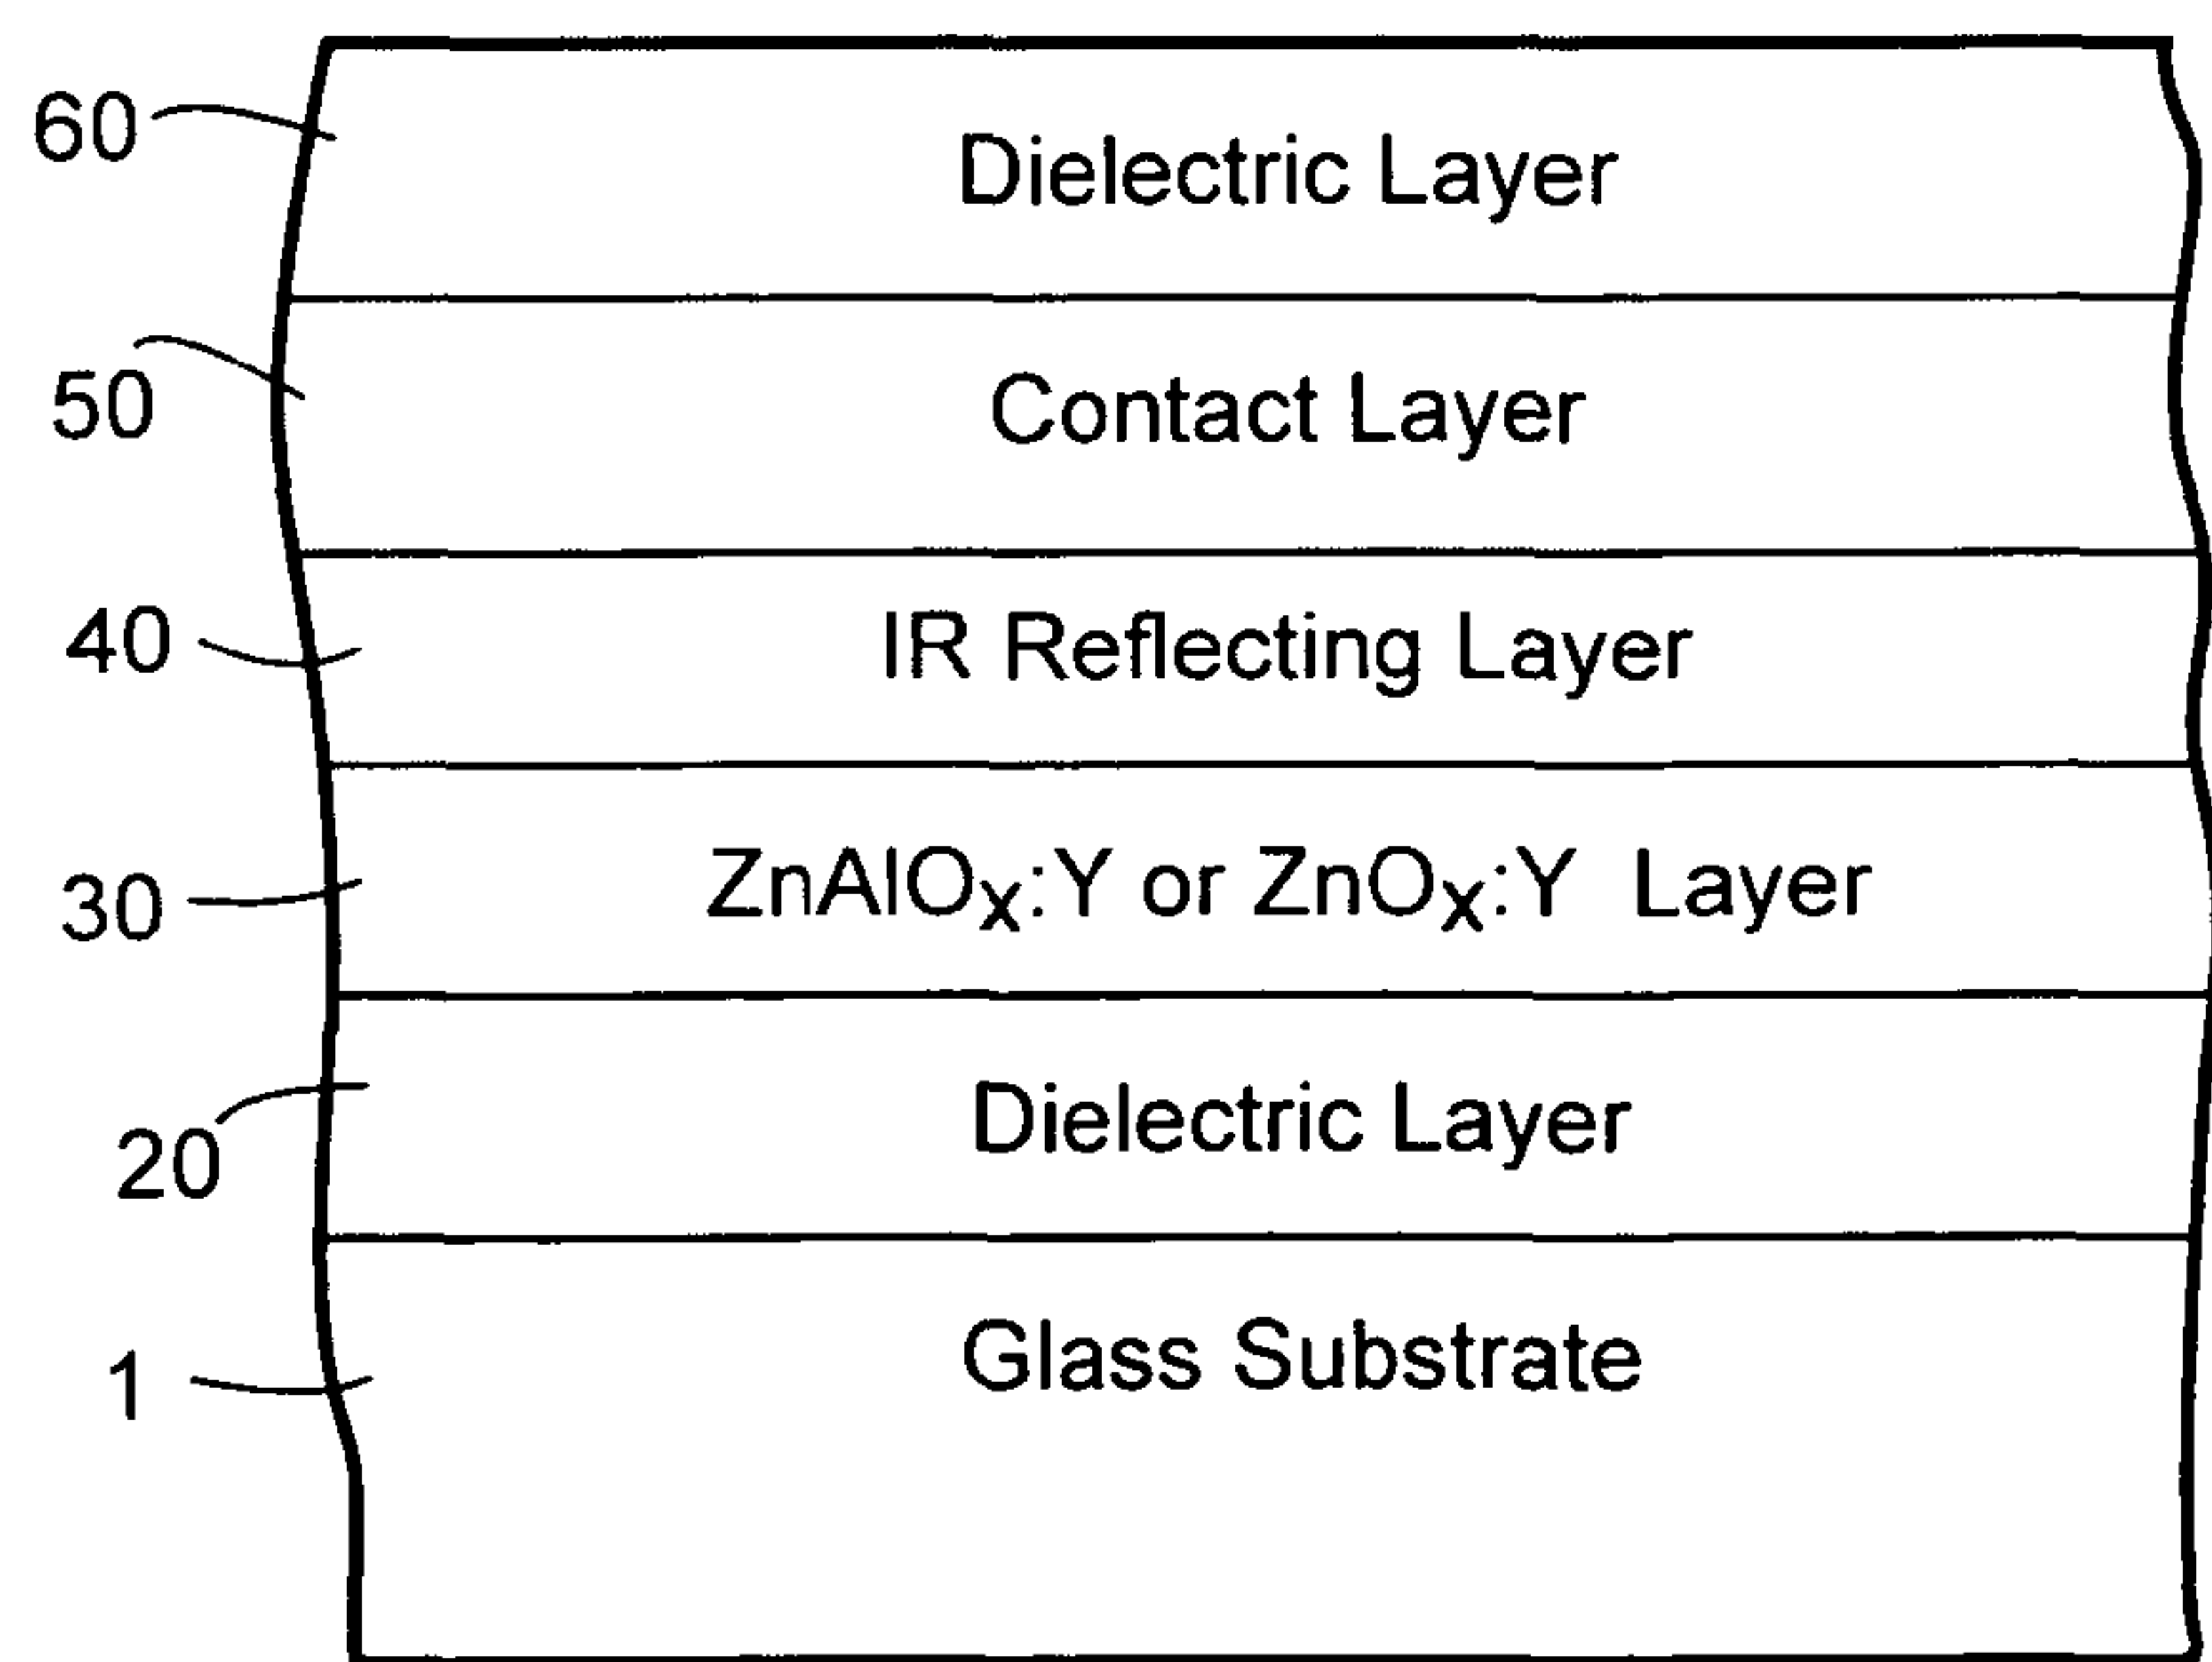 60 Dielectric Layer
50 Contact Layer
40 IR Reflecting Layer
30 ZnAlOx:Y or ZnOx:Y Layer
20 Dielectric Layer
1 Glass Substrate